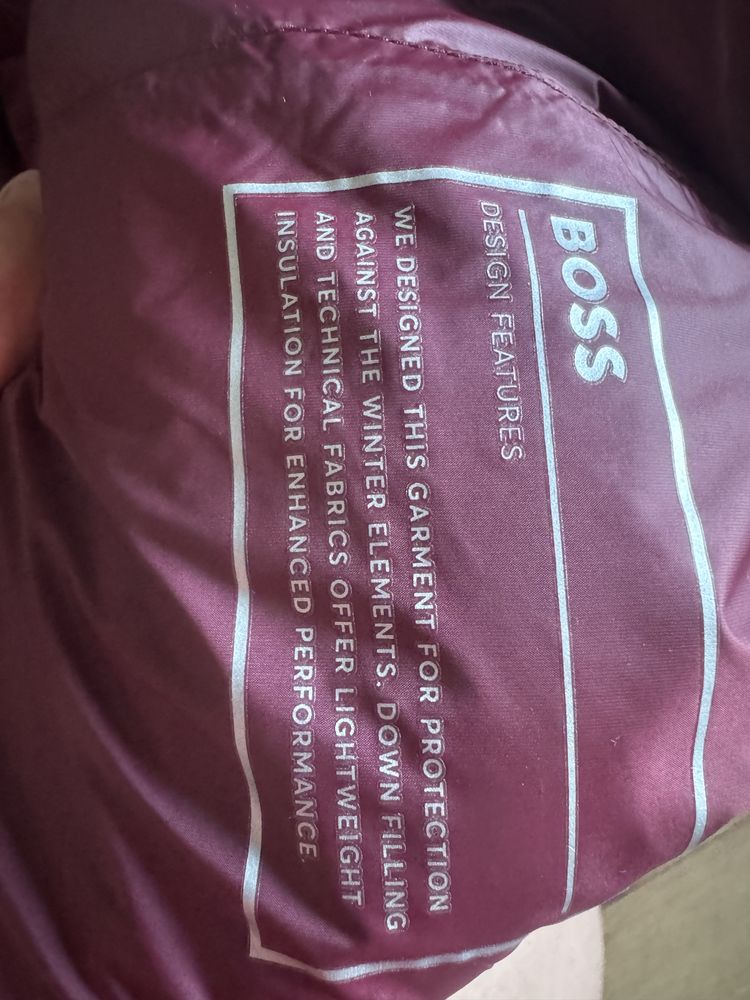 BOSS
DESIGN FEATURES
WE DESIGNED THIS GARMENT FOR PROTECTION
AGAINST THE WINTER ELEMENTS. DOWN FILLING
AND TECHNICAL FABRICS OFFER LIGHTWEIGHT
INSULATION FOR ENHANCED PERFORMANCE.